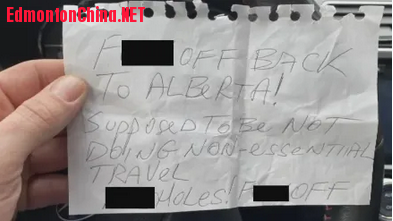 EdmontonChina.NET
F OFF BACK
TO ALBERTA!
SUPPOSED TO BE NOT
DOING NON-ESSENTIAL
TRAVEL
HOLES! F OFF